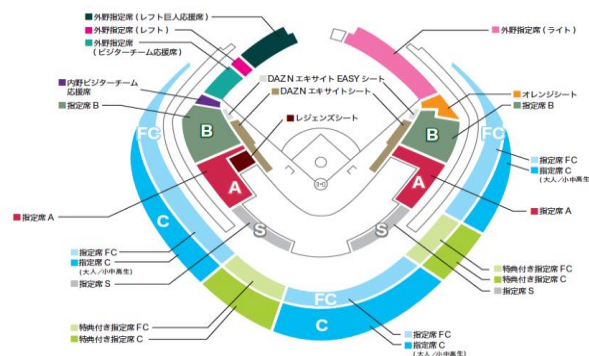 外野指定席(レフト巨人応援席)
外野指定席(レフト)
外野指定席
(ビジターチーム応援席)
外野指定席(ライト)
DAZN エキサイト EASY シート
DAZN エキサイトシート
内野ビジターチーム
応援席
指定席 B
レジェンズシート
オレンジシート
指定席 B
FC
B
B
FC
指定席 FC
指定席 C
(大人/小中高生)
A
A
指定席 A
指定席 A
C
C
S
S
指定席 FC
指定席 C
(大人/小中高生)
指定席 S
特典付き指定席 FC
特典付き指定席 C
指定席 S
FC
C
特典付き指定席 FC
特典付き指定席 C
指定席 FC
指定席 C
(大人/小中高生)